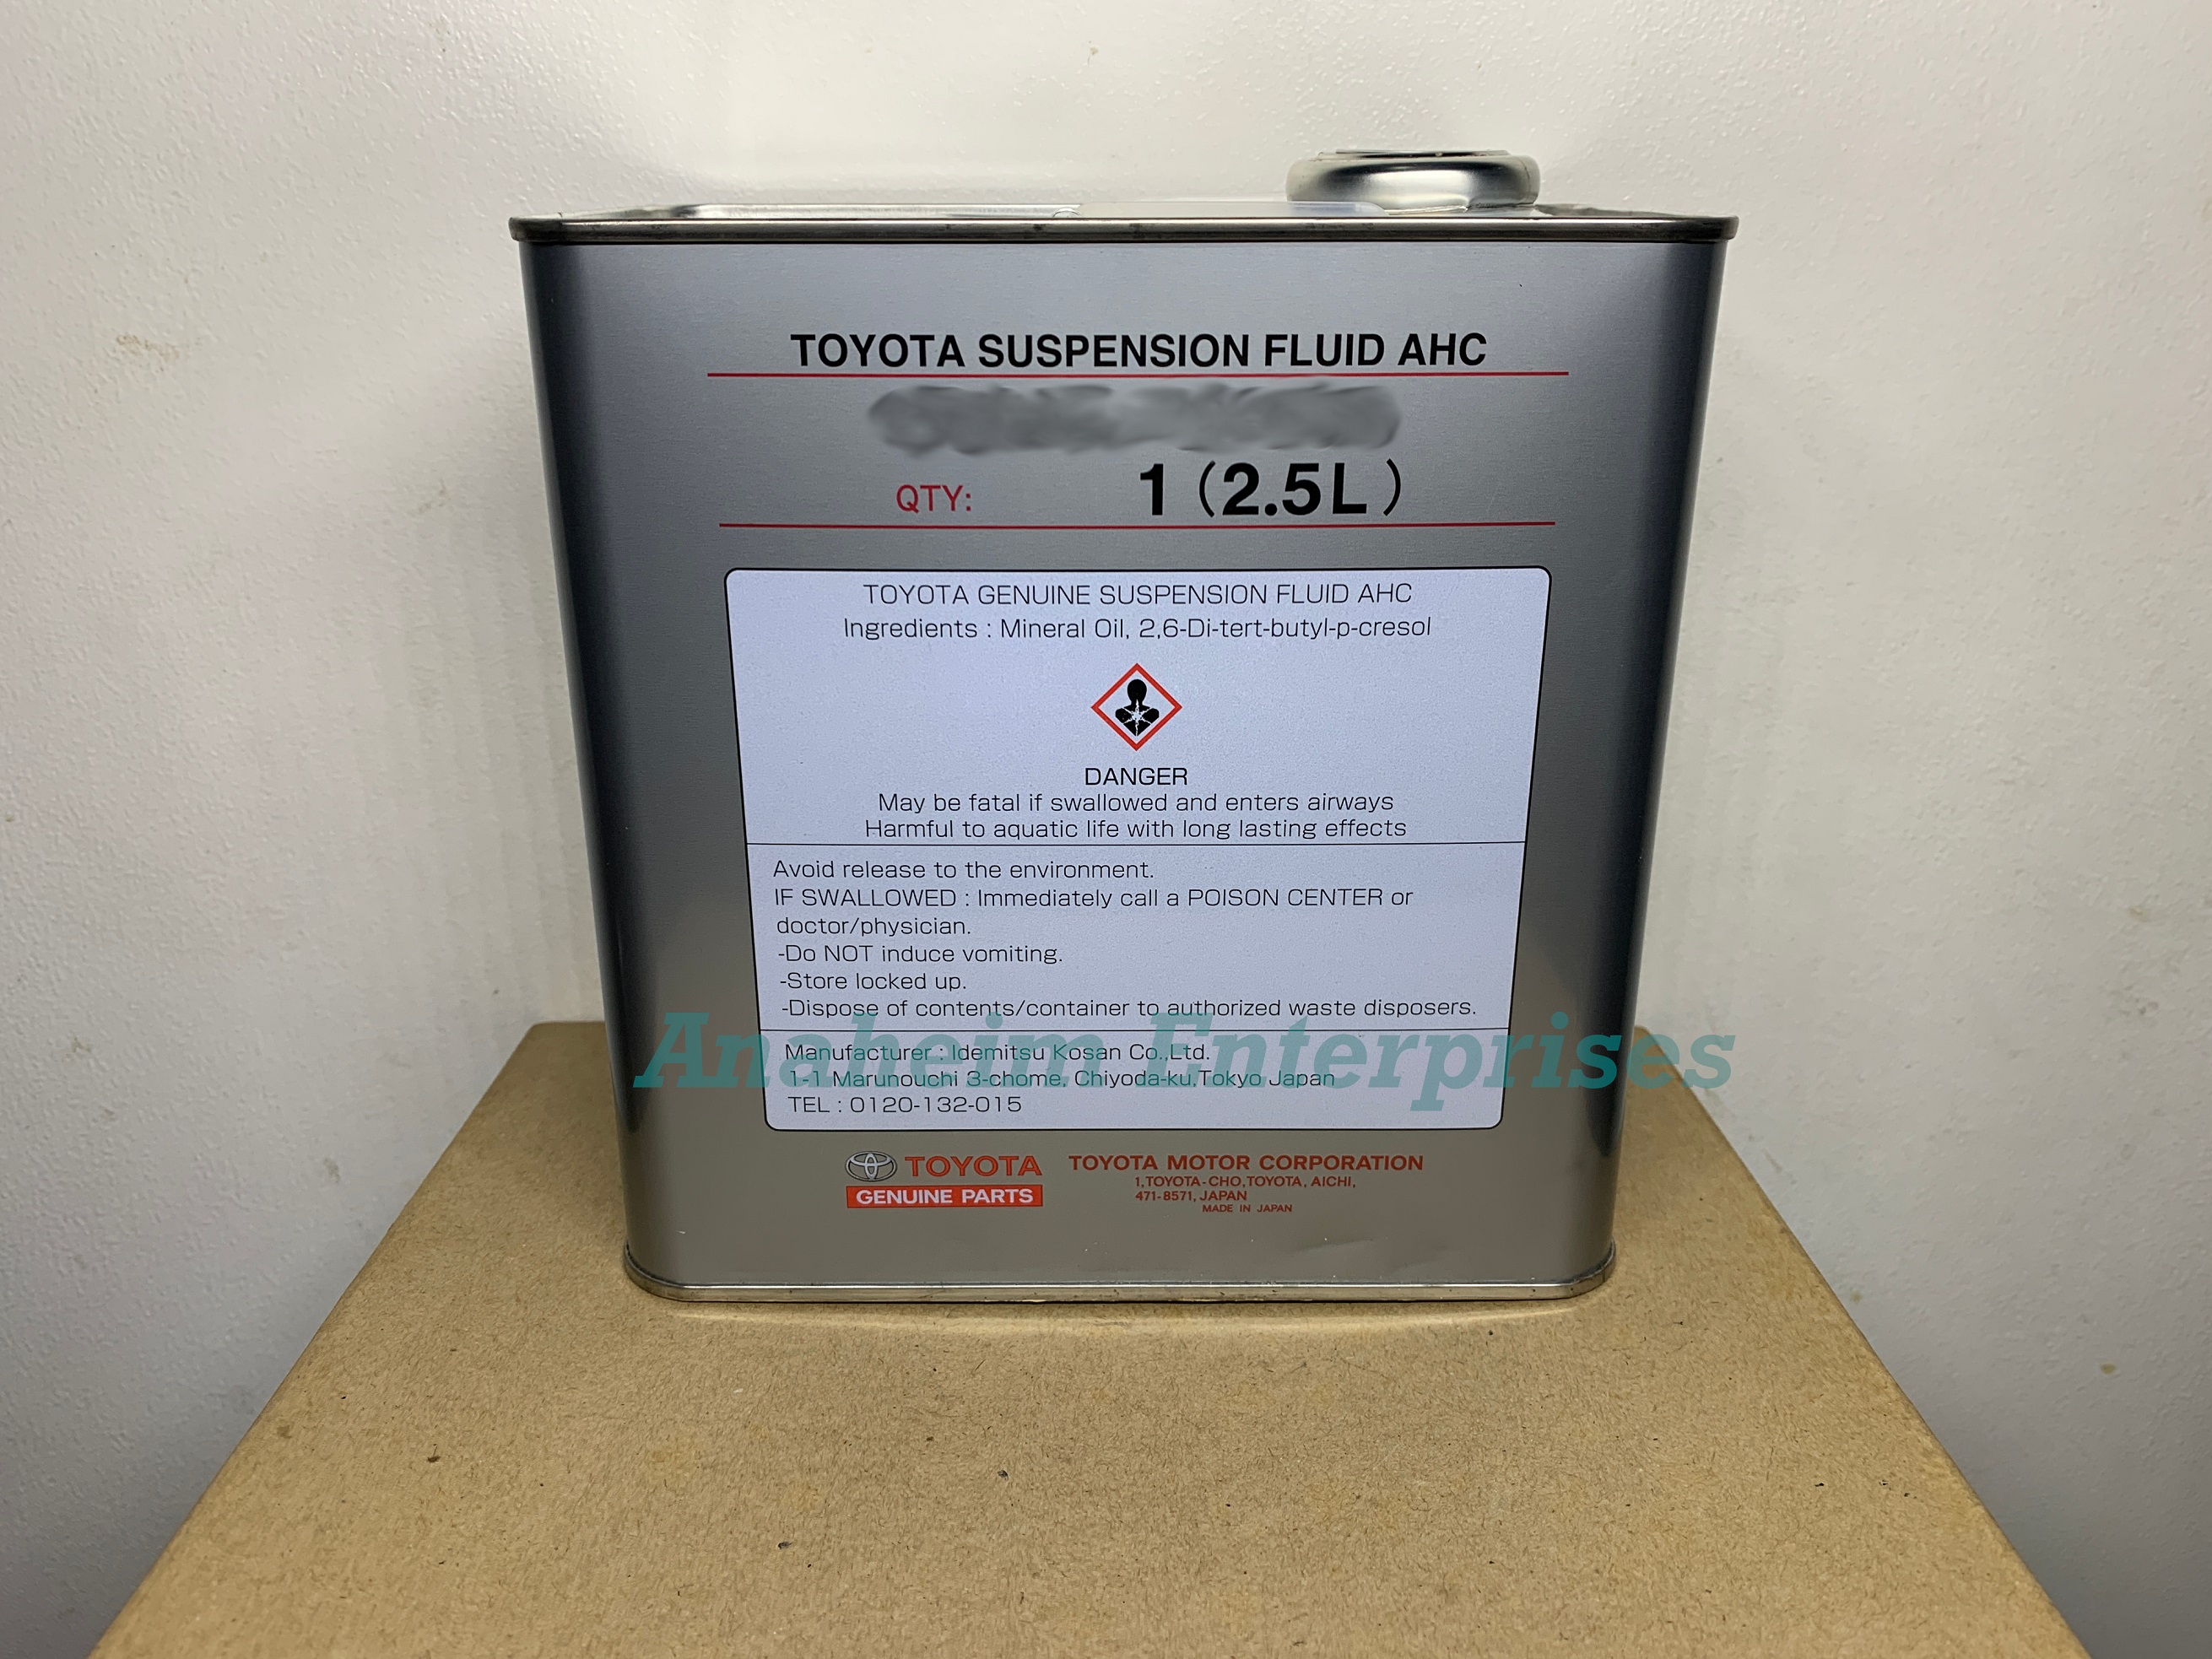 TOYOTA SUSPENSION FLUID AHC
QTY: 1 (2.5L)
TOYOTA GENUINE SUSPENSION FLUID AHC
Ingredients : Mineral Oil, 2,6-Di-tert-butyl-p-cresol
DANGER
May be fatal if swallowed and enters airways
Harmful to aquatic life with long lasting effects
Avoid release to the environment.
IF SWALLOWED : Immediately call a POISON CENTER or
doctor/physician.
-Do NOT induce vomiting.
-Store locked up.
-Dispose of contents/container to authorized waste disposers.
Anaheim Enterprises
Manufacturer : Idemitsu Kosan Co.,Ltd.
1-1 Marunouchi 3-chome, Chiyoda-ku,Tokyo Japan
TEL : 0120-132-015
TOYOTA
GENUINE PARTS
TOYOTA MOTOR CORPORATION
1,TOYOTA-CHO,TOYOTA, AICHI,
471-8571, JAPAN
MADE IN JAPAN